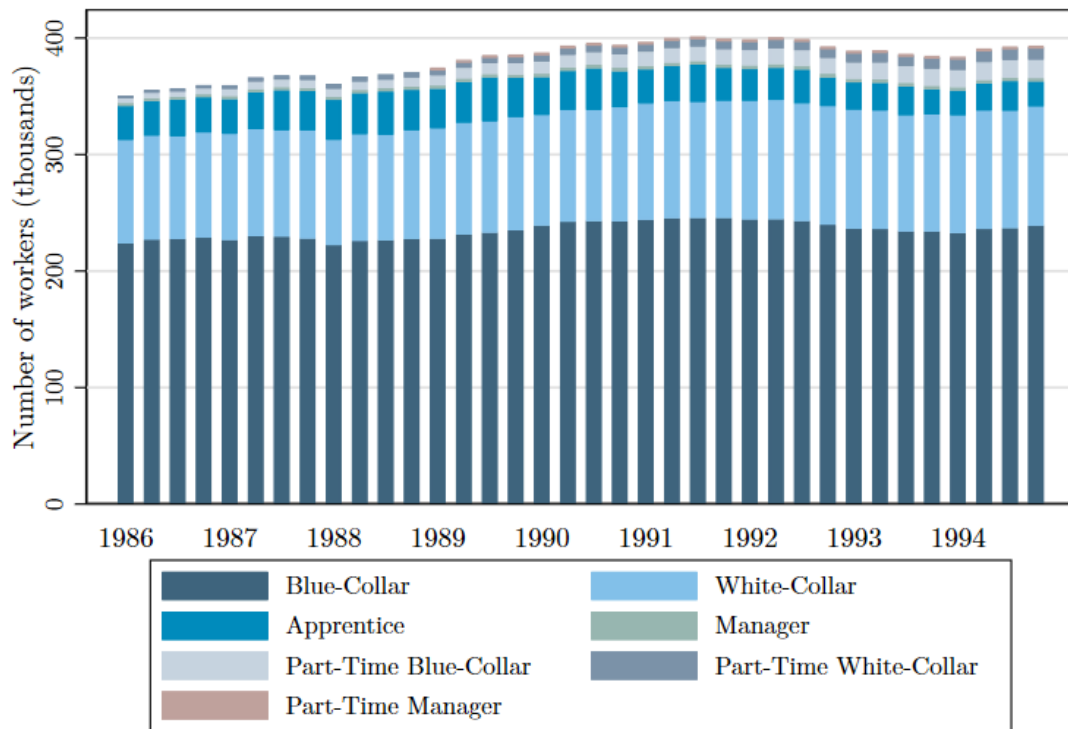 Number of workers (thousands)
400
300
200
100
0
1986 1987 1988 1989 1990 1991 1992 1993 1994
Blue-Collar White-Collar
Apprentice Manager
Part-Time Blue-Collar Part-Time White-Collar
Part-Time Manager